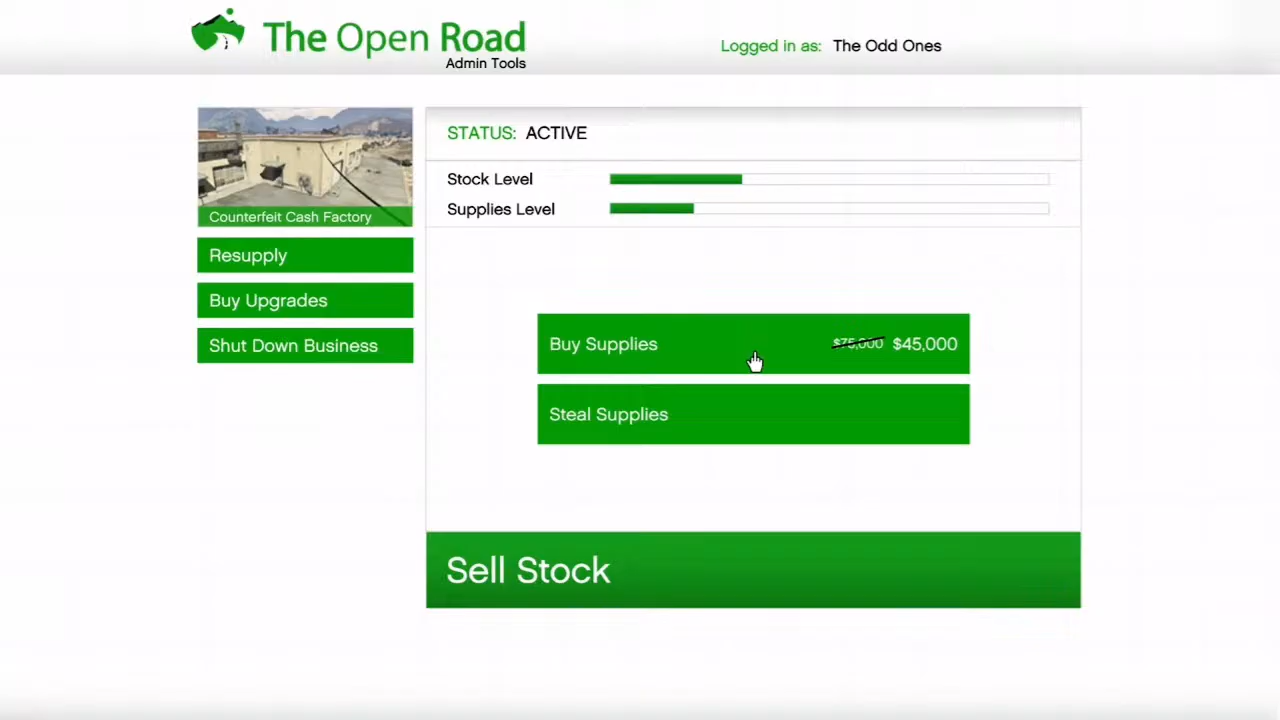 The Open Road
Admin Tools
Logged in as: The Odd Ones
Counterfeit Cash Factory
Resupply
Buy Upgrades
Shut Down Business
STATUS: ACTIVE
Stock Level
Supplies Level
Buy Supplies $75,000 $45,000
Steal Supplies
Sell Stock